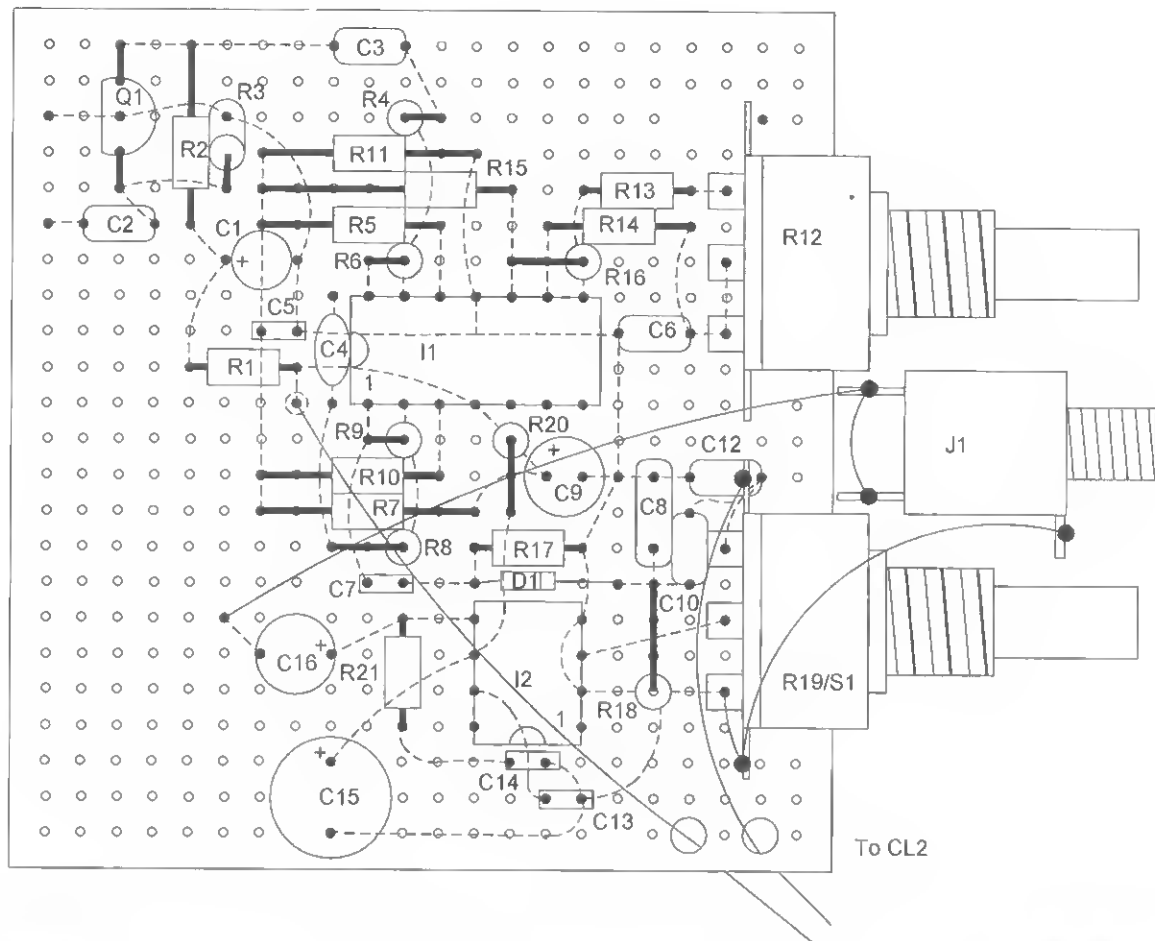 C3
Q1
R3
R4
R2
R11
R15
R13
C2
C1
R5
R14
R12
+
R6
R16
C5
C4
I1
C6
R1
1
R9
R20
+
C12
J1
R10
C9
C8
R7
R8
R17
C7
D1
C10
+
C16
R21
I2
R19/S1
R18
1
+
C14
C15
C13
To CL2